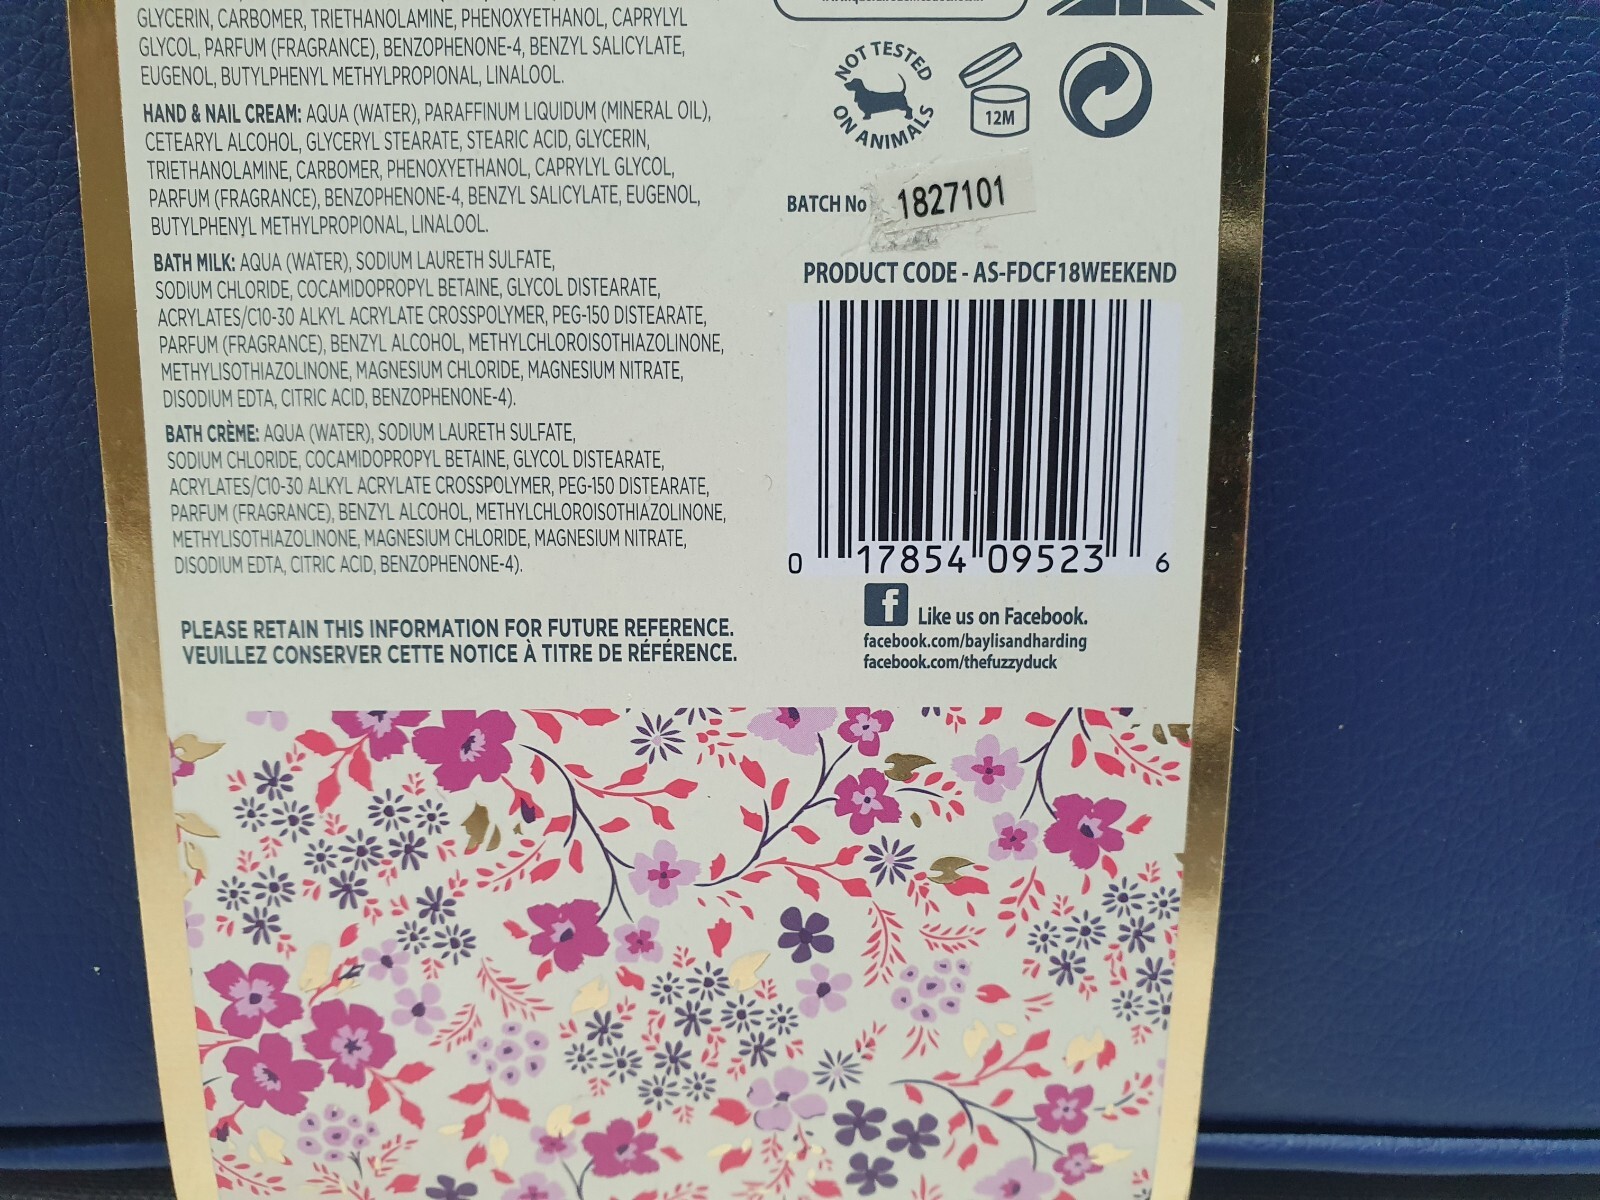 GLYCERIN, CARBOMER, TRIETHANOLAMINE, PHENOXYETHANOL, CAPRYLYL
GLYCOL, PARFUM (FRAGRANCE), BENZOPHENONE-4, BENZYL SALICYLATE,
EUGENOL, BUTYLPHENYL METHYLPROPIONAL, LINALOOL.
HAND & NAIL CREAM: AQUA (WATER), PARAFFINUM LIQUIDUM (MINERAL OIL),
CETEARYL ALCOHOL, GLYCERYL STEARATE, STEARIC ACID, GLYCERIN,
TRIETHANOLAMINE, CARBOMER, PHENOXYETHANOL, CAPRYLYL GLYCOL,
PARFUM (FRAGRANCE), BENZOPHENONE-4, BENZYL SALICYLATE, EUGENOL,
BUTYLPHENYL METHYLPROPIONAL, LINALOOL.
BATH MILK: AQUA (WATER), SODIUM LAURETH SULFATE,
SODIUM CHLORIDE, COCAMIDOPROPYL BETAINE, GLYCOL DISTEARATE,
ACRYLATES/C10-30 ALKYL ACRYLATE CROSSPOLYMER, PEG-150 DISTEARATE,
PARFUM (FRAGRANCE), BENZYL ALCOHOL, METHYLCHLOROISOTHIAZOLINONE,
METHYLISOTHIAZOLINONE, MAGNESIUM CHLORIDE, MAGNESIUM NITRATE,
DISODIUM EDTA, CITRIC ACID, BENZOPHENONE-4).
BATH CRÈME: AQUA (WATER), SODIUM LAURETH SULFATE,
SODIUM CHLORIDE, COCAMIDOPROPYL BETAINE, GLYCOL DISTEARATE,
ACRYLATES/C10-30 ALKYL ACRYLATE CROSSPOLYMER, PEG-150 DISTEARATE,
PARFUM (FRAGRANCE), BENZYL ALCOHOL, METHYLCHLOROISOTHIAZOLINONE,
METHYLISOTHIAZOLINONE, MAGNESIUM CHLORIDE, MAGNESIUM NITRATE,
DISODIUM EDTA, CITRIC ACID, BENZOPHENONE-4).
PLEASE RETAIN THIS INFORMATION FOR FUTURE REFERENCE.
VEUILLEZ CONSERVER CETTE NOTICE À TITRE DE RÉFÉRENCE.
NOT TESTED
ON ANIMALS
12M
BATCH No 1827101
PRODUCT CODE - AS-FDCF18WEEKEND
0 17854 09523 6
f Like us on Facebook.
facebook.com/baylisandharding
facebook.com/thefuzzyduck